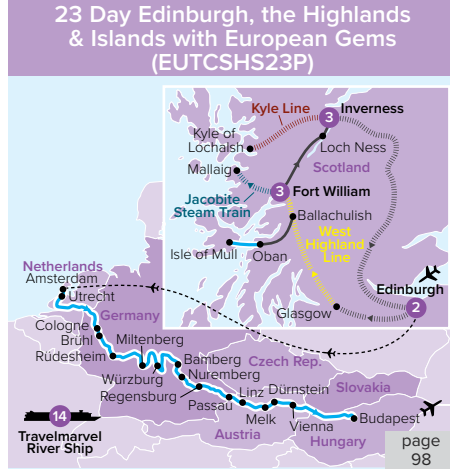 23 Day Edinburgh, the Highlands
& Islands with European Gems
(EUTCSHS23P)
Kyle Line
3
Inverness
Kyle of
Lochalsh
Loch Ness
Mallaig
Scotland
3
Fort William
Jacobite
Steam Train
Ballachulish
West
Highland
Line
Isle of Mull
Oban
Edinburgh
2
Glasgow
Netherlands
Amsterdam
Utrecht
Germany
Cologne
Brühl
Miltenberg
Rüdesheim
Bamberg
Czech Rep.
Nuremberg
Würzburg
Regensburg
Linz
Dürnstein
Slovakia
Passau
Melk
Vienna
Budapest
Austria
Hungary
14
Travelmarvel
River Ship
page
98